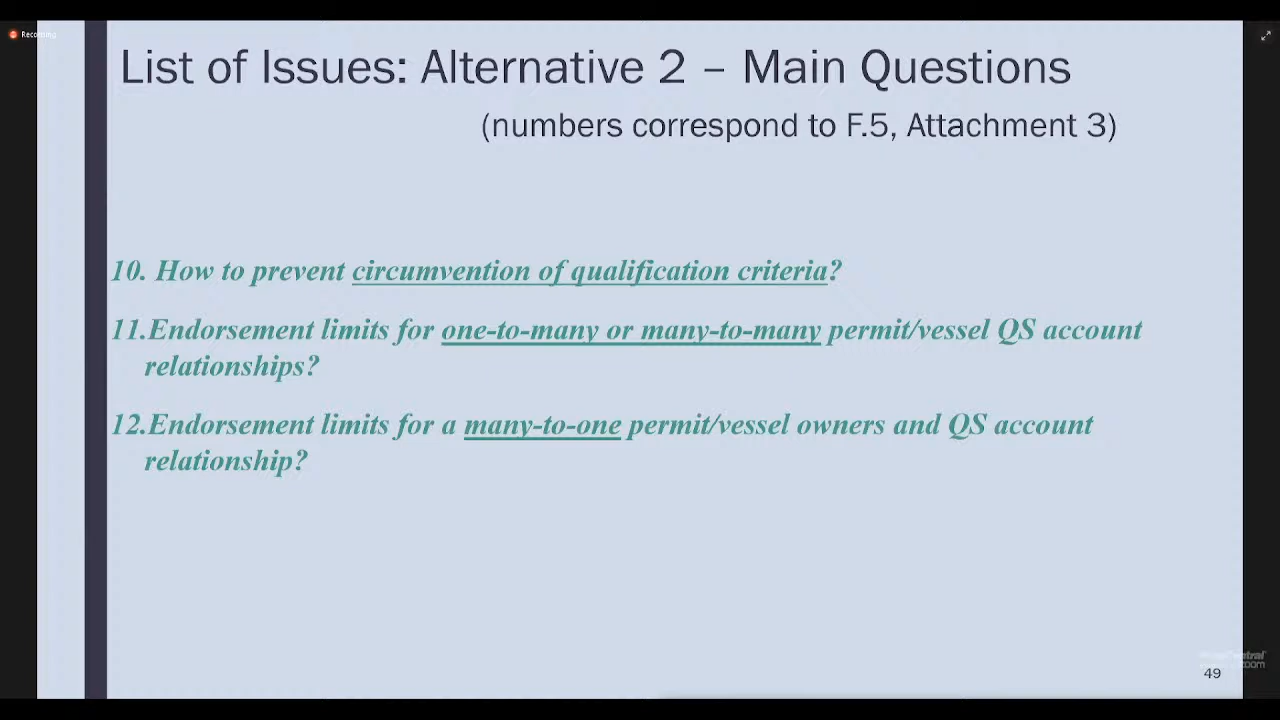 Recording
List of Issues: Alternative 2 – Main Questions
(numbers correspond to F.5, Attachment 3)
10. How to prevent circumvention of qualification criteria?
11.Endorsement limits for one-to-many or many-to-many permit/vessel QS account
relationships?
12.Endorsement limits for a many-to-one permit/vessel owners and QS account
relationship?
zoom
49